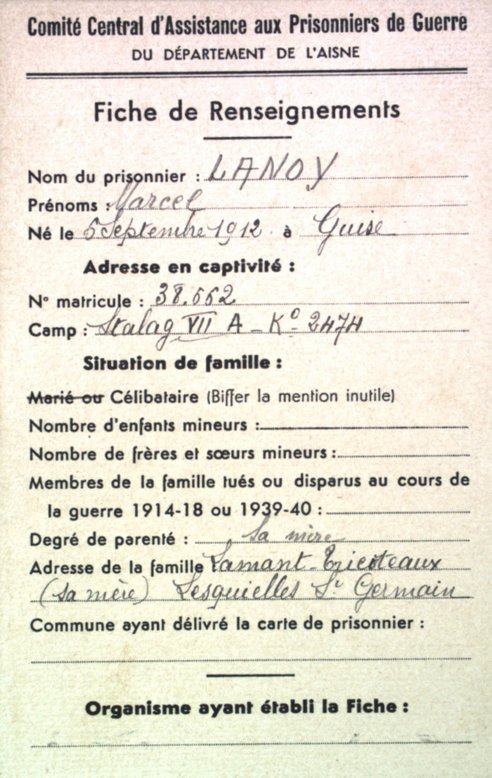 Comité Central d'Assistance aux Prisonniers de Guerre
DU DÉPARTEMENT DE L'AISNE
Fiche de Renseignements
Nom du prisonnier : LANOY
Prénoms : Marcel
Né le 5 Septembre 1912 à Guise
Adresse en captivité :
N° matricule : 38.552
Camp : Stalag VII A - K° 2474
Situation de famille :
Marié ou Célibataire (Biffer la mention inutile)
Nombre d'enfants mineurs :
Nombre de frères et sœurs mineurs :
Membres de la famille tués ou disparus au cours de
la guerre 1914-18 ou 1939-40 :
Degré de parenté : Sa mère
Adresse de la famille : Lamant-Tricoteaux
(sa mère) Lesquielles St Germain
Commune ayant délivré la carte de prisonnier :
Organisme ayant établi la Fiche :